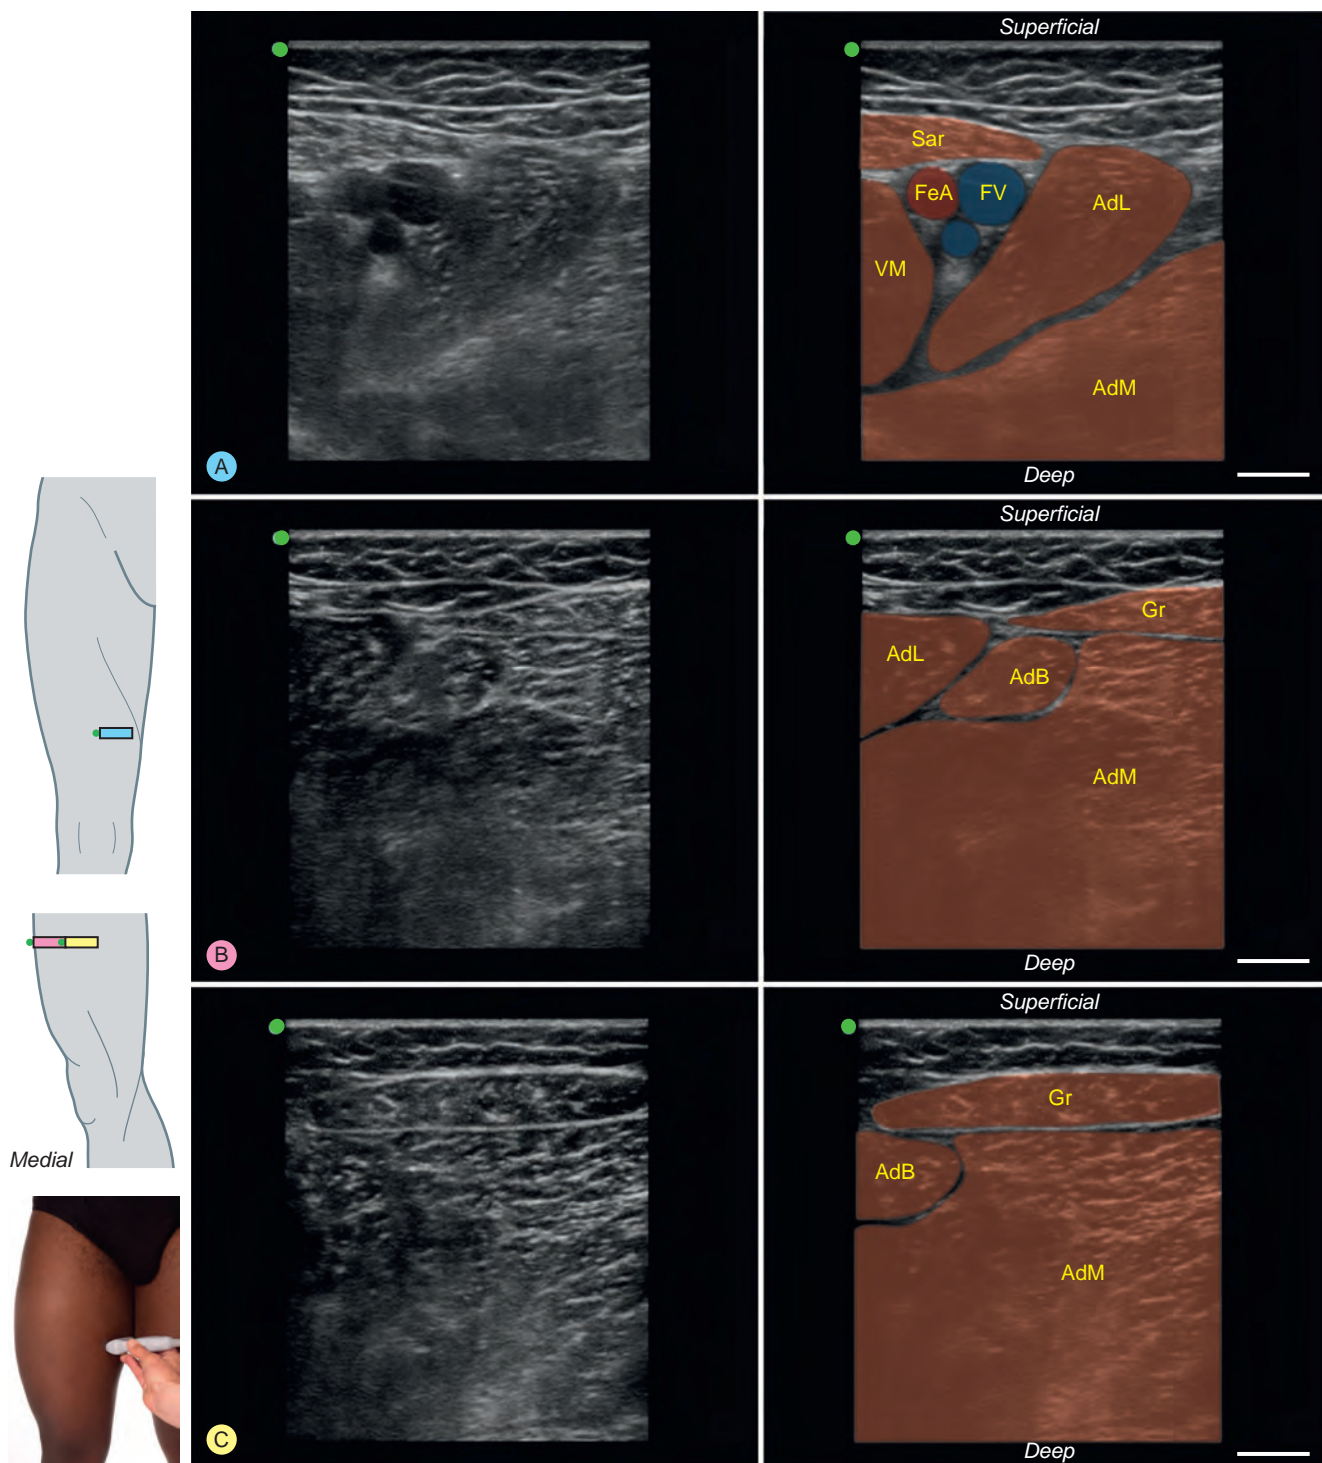 Superficial
Sar
FeA
FV
AdL
VM
AdM
A
Deep
Superficial
Gr
AdL
AdB
AdM
B
Deep
Superficial
Gr
AdB
AdM
C
Deep
Medial